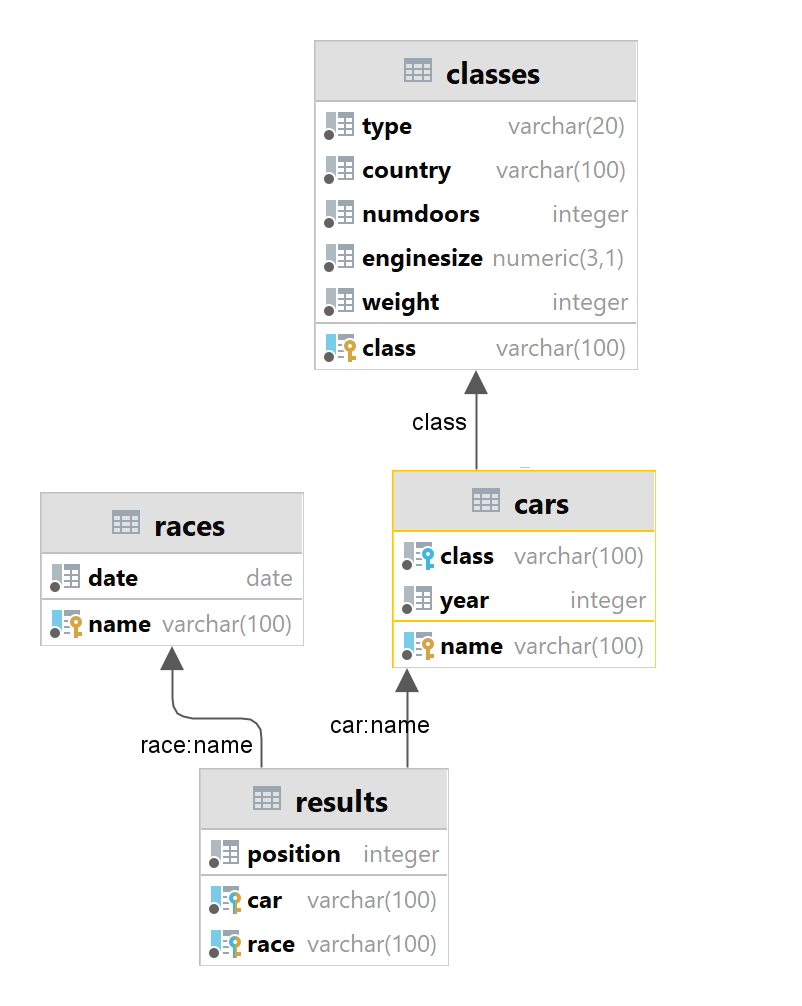 classes
type varchar(20)
country varchar(100)
numdoors integer
enginesize numeric(3,1)
weight integer
class varchar(100)
class
cars
class varchar(100)
year integer
name varchar(100)
races
date date
name varchar(100)
car:name
race:name
results
position integer
car varchar(100)
race varchar(100)